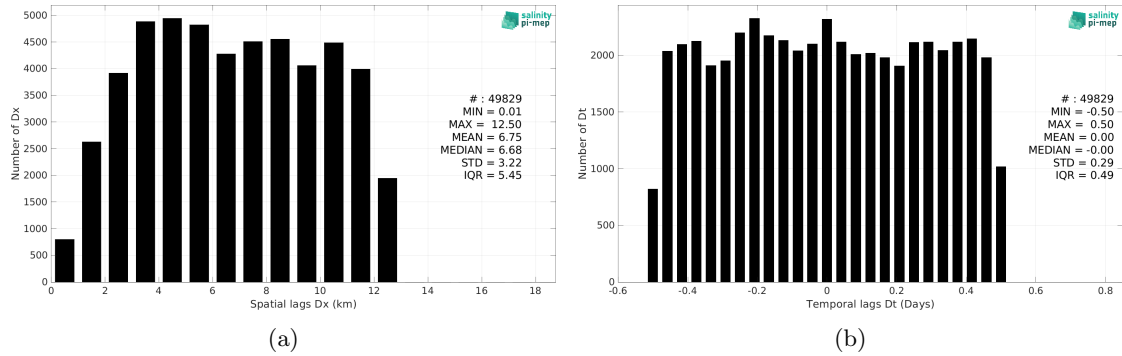 5000
4500
4000
3500
3000
2500
2000
1500
1000
500
0
Number of Dx
0 2 4 6 8 10 12 14 16 18
Spatial lags Dx (km)
salinity
pi-mep
# : 49829
MIN = 0.01
MAX = 12.50
MEAN = 6.75
MEDIAN = 6.68
STD = 3.22
IQR = 5.45
(a)
2000
1500
1000
500
0
Number of Dt
-0.6 -0.4 -0.2 0 0.2 0.4 0.6 0.8
Temporal lags Dt (Days)
salinity
pi-mep
# : 49829
MIN = -0.50
MAX = 0.50
MEAN = 0.00
MEDIAN = -0.00
STD = 0.29
IQR = 0.49
(b)